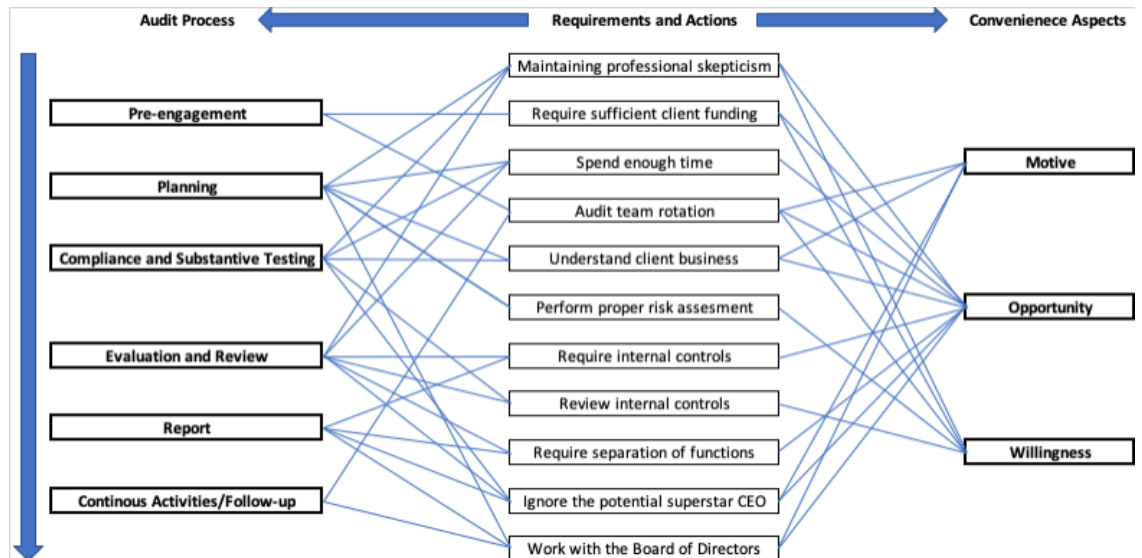 Audit Process
Requirements and Actions
Convenienece Aspects
Maintaining professional skepticism
Pre-engagement
Require sufficient client funding
Spend enough time
Motive
Planning
Audit team rotation
Compliance and Substantive Testing
Understand client business
Perform proper risk assesment
Opportunity
Evaluation and Review
Require internal controls
Review internal controls
Report
Require separation of functions
Willingness
Continous Activities/Follow-up
Ignore the potential superstar CEO
Work with the Board of Directors